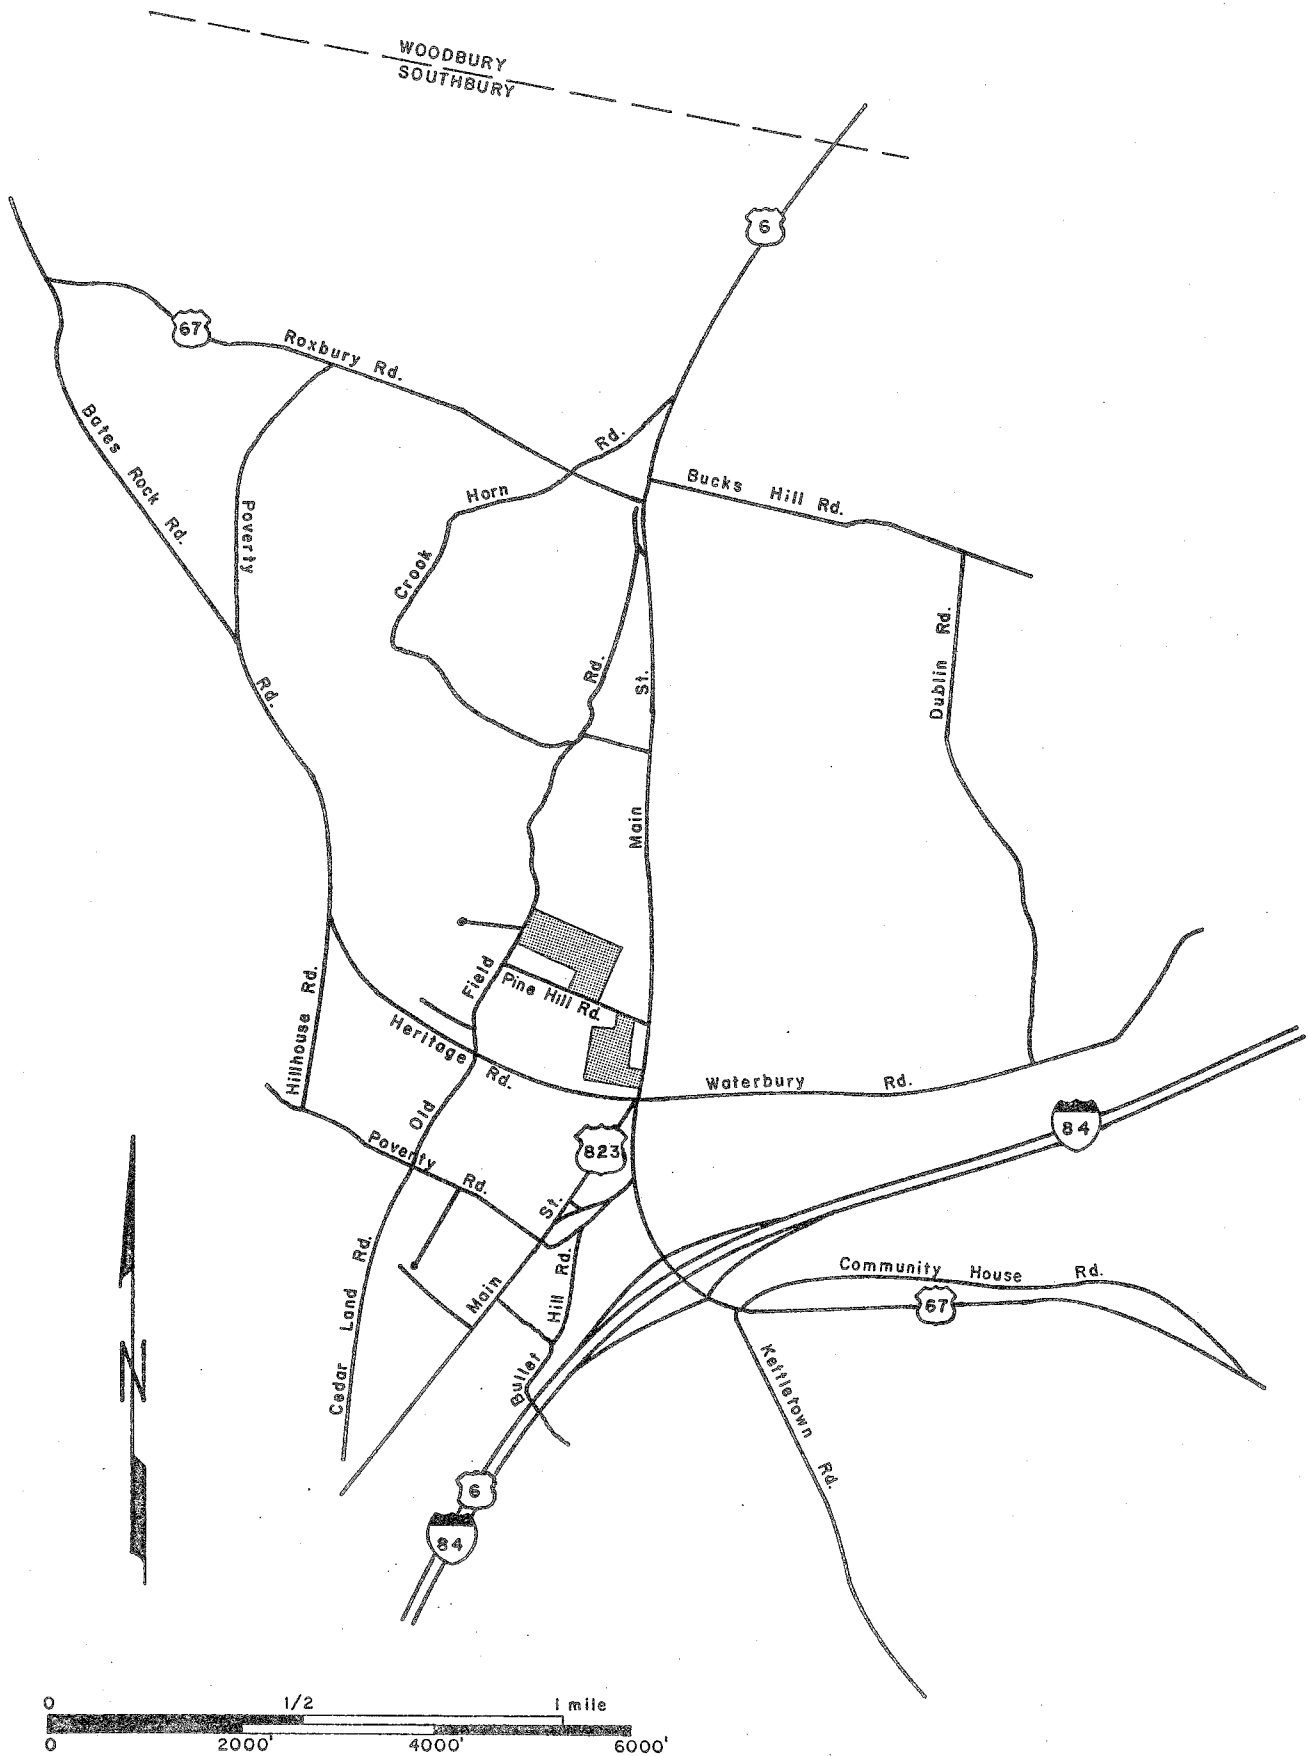 WOODBURY
SOUTHBURY
6
67
Roxbury Rd.
Bates Rock Rd.
Horn Rd.
Bucks Hill Rd.
Poverty
Crook
Dublin Rd.
Rd.
St.
Rd.
Main
Field
Pine Hill Rd.
Hillhouse Rd.
Heritage Rd.
Waterbury Rd.
Old
84
Poverty Rd.
823
St.
Cedar Land Rd.
Main
Bullet Hill Rd.
Community House Rd.
67
Kettletown Rd.
6
84
N
0 1/2 1 mile
0 2000' 4000' 6000'